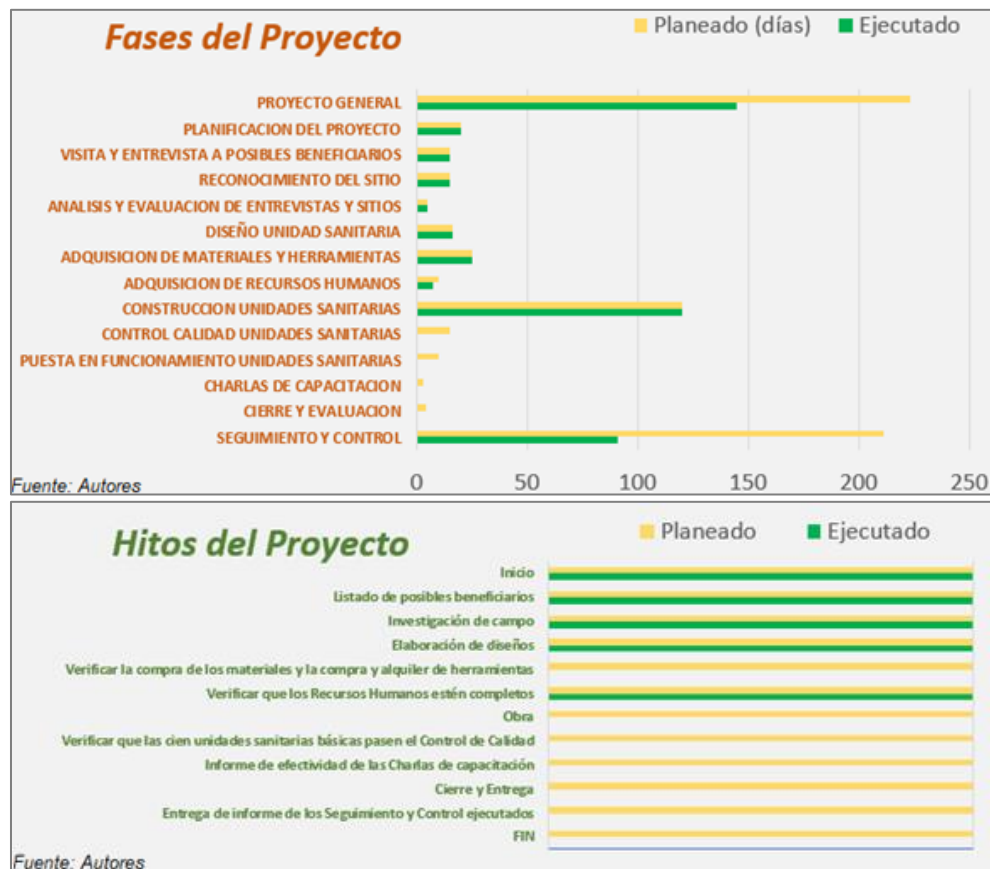 Fases del Proyecto
Planeado (días) Ejecutado
PROYECTO GENERAL
PLANIFICACION DEL PROYECTO
VISITA Y ENTREVISTA A POSIBLES BENEFICIARIOS
RECONOCIMIENTO DEL SITIO
ANALISIS Y EVALUACION DE ENTREVISTAS Y SITIOS
DISEÑO UNIDAD SANITARIA
ADQUISICION DE MATERIALES Y HERRAMIENTAS
ADQUISICION DE RECURSOS HUMANOS
CONSTRUCCION UNIDADES SANITARIAS
CONTROL CALIDAD UNIDADES SANITARIAS
PUESTA EN FUNCIONAMIENTO UNIDADES SANITARIAS
CHARLAS DE CAPACITACION
CIERRE Y EVALUACION
SEGUIMIENTO Y CONTROL
0 50 100 150 200 250
Fuente: Autores
Hitos del Proyecto
Planeado Ejecutado
Inicio
Listado de posibles beneficiarios
Investigación de campo
Elaboración de diseños
Verificar la compra de los materiales y la compra y alquiler de herramientas
Verificar que los Recursos Humanos estén completos
Obra
Verificar que las cien unidades sanitarias básicas pasen el Control de Calidad
Informe de efectividad de las Charlas de capacitación
Cierre y Entrega
Entrega de informe de los Seguimiento y Control ejecutados
FIN
Fuente: Autores